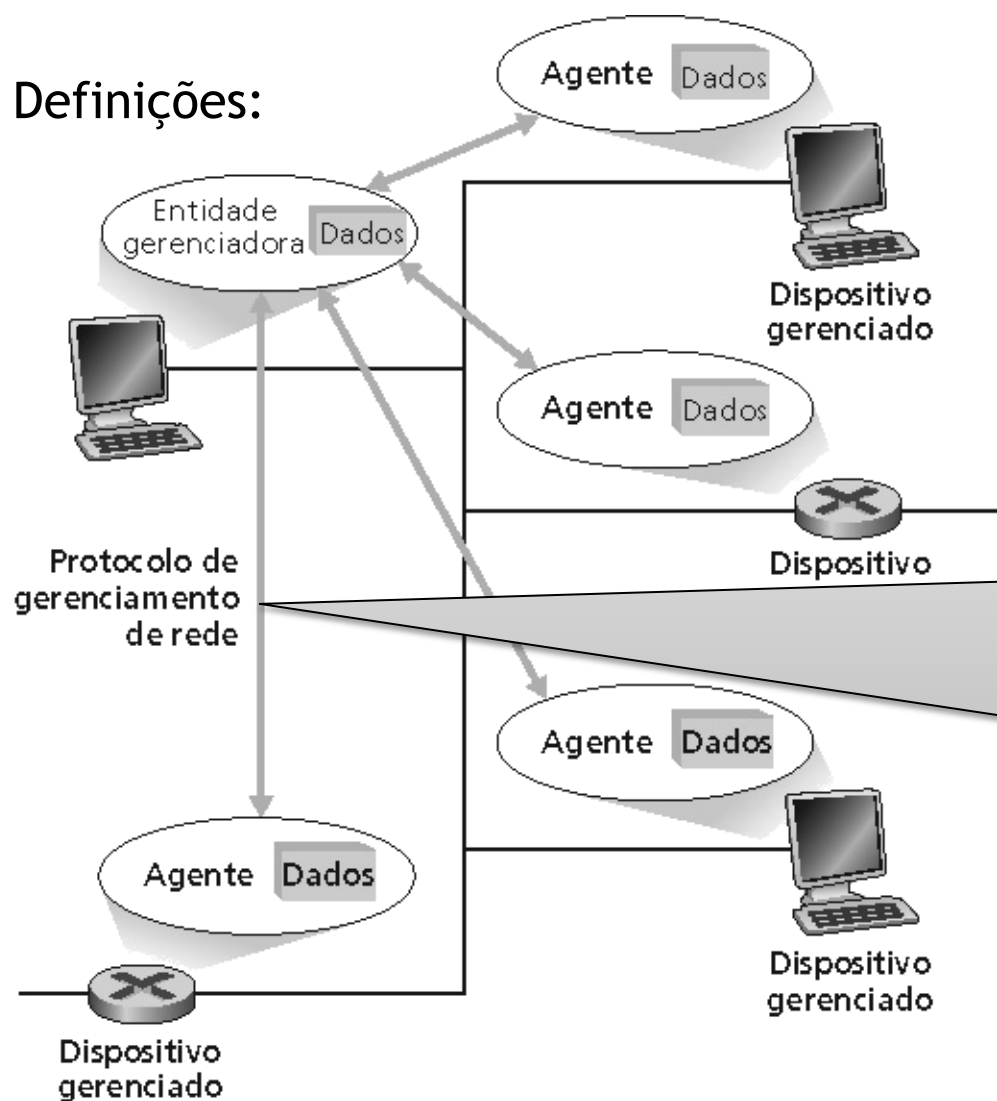 Definições:
Agente Dados
Entidade
gerenciadora Dados
Dispositivo
gerenciado
Agente Dados
Dispositivo
Protocolo de
gerenciamento
de rede
Agente Dados
Agente Dados
Dispositivo
gerenciado
Dispositivo
gerenciado